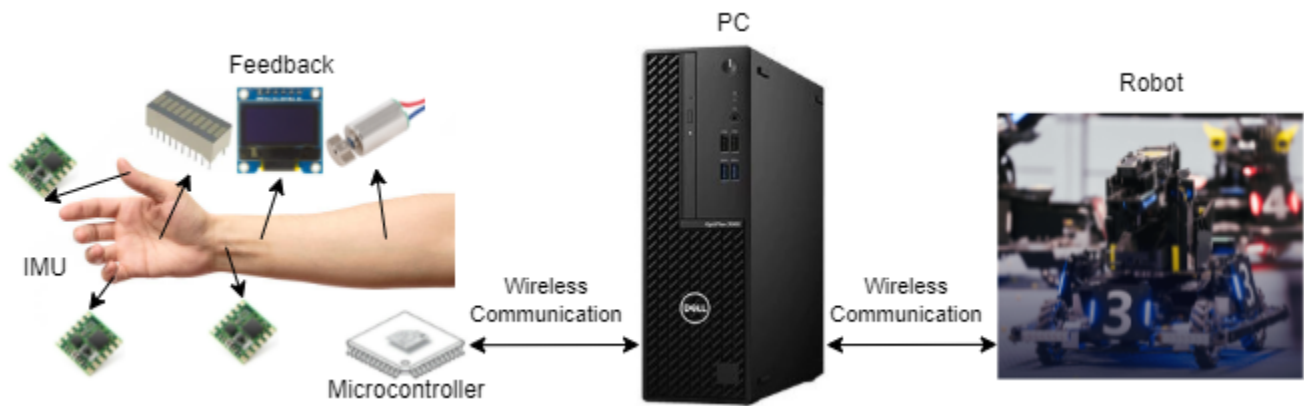 PC
Feedback
Robot
IMU
Wireless
Communication
Wireless
Communication
DELL
3
4
Microcontroller